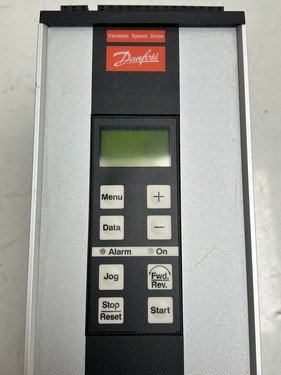 Variable Speed Drive
Danfoss
Menu +
Data -
Alarm On
Jog Fwd. Rev.
Stop Reset Start